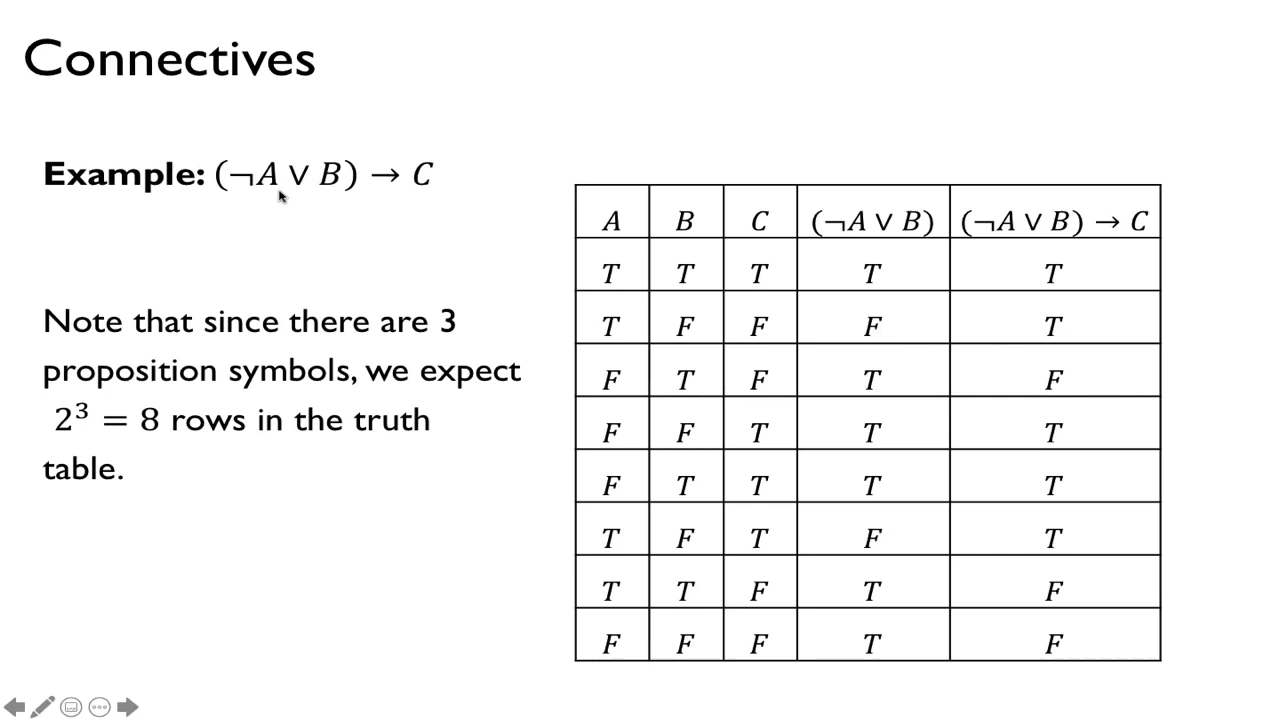 Connectives
Example: (¬A ∨ B) → C
Note that since there are 3
proposition symbols, we expect
2³ = 8 rows in the truth
table.
A B C (¬A ∨ B) (¬A ∨ B) → C
T T T T T
T F F F T
F T F T F
F F T T T
F T T T T
T F T F T
T T F T F
F F F T F